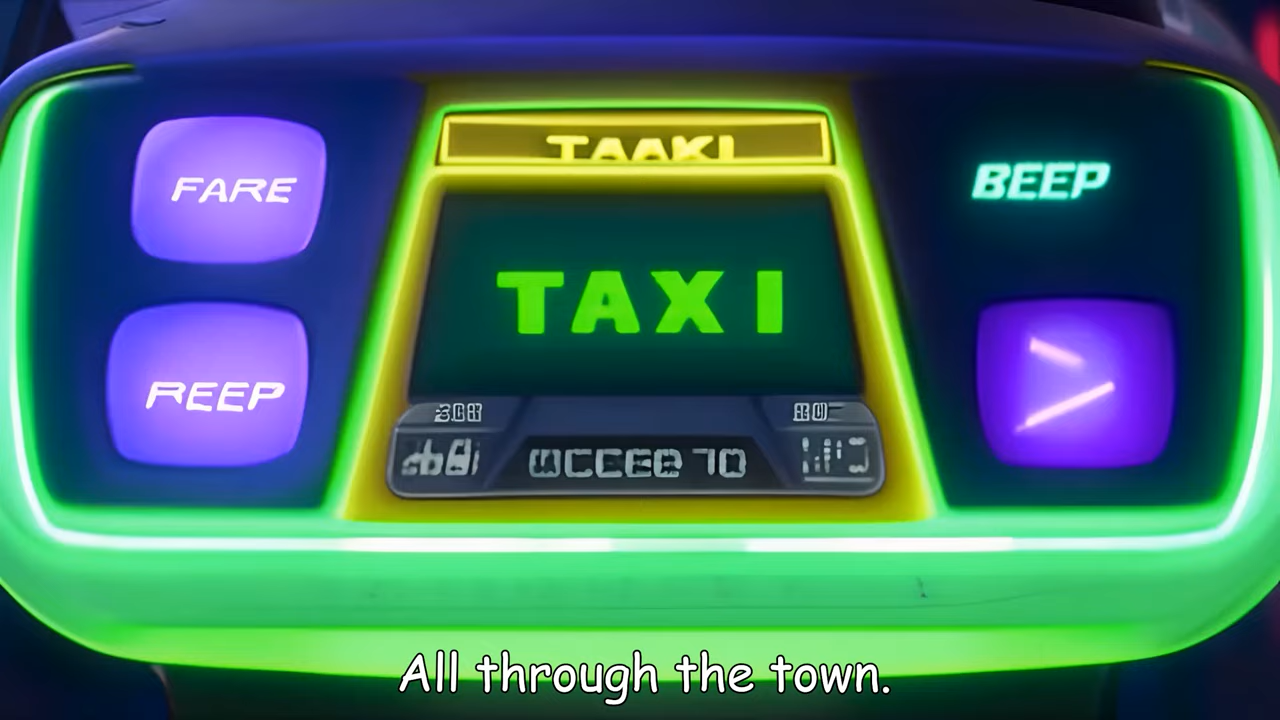 TAAKI
FARE
BEEP
TAXI
REEP
All through the town.